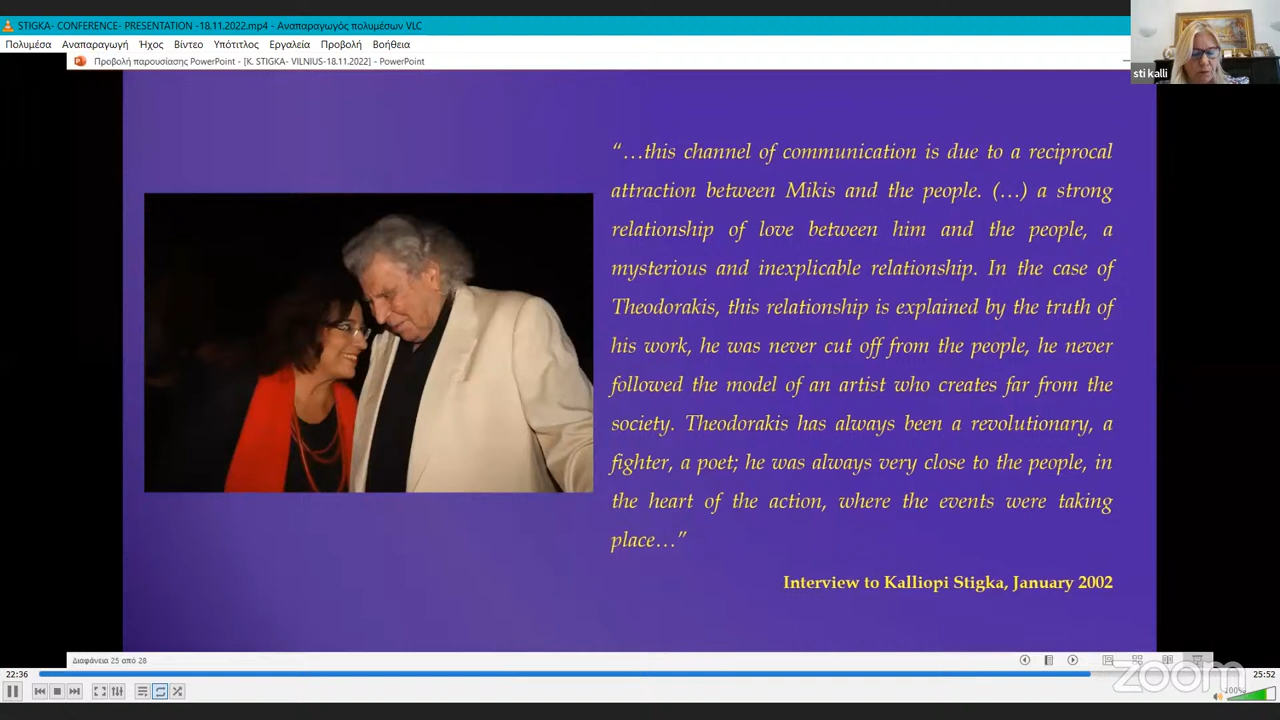 STIGKA- CONFERENCE- PRESENTATION -18.11.2022.mp4 - Αναπαραγωγός πολυμέσων VLC
Πολυμέσα Αναπαραγωγή Ήχος Βίντεο Υπότιτλος Εργαλεία Προβολή Βοήθεια
Προβολή παρουσίασης PowerPoint - [K. STIGKA- VILNIUS-18.11.2022] - PowerPoint
sti kalli
“…this channel of communication is due to a reciprocal
attraction between Mikis and the people. (…) a strong
relationship of love between him and the people, a
mysterious and inexplicable relationship. In the case of
Theodorakis, this relationship is explained by the truth of
his work, he was never cut off from the people, he never
followed the model of an artist who creates far from the
society. Theodorakis has always been a revolutionary, a
fighter, a poet; he was always very close to the people, in
the heart of the action, where the events were taking
place…”
Interview to Kalliopi Stigka, January 2002
Διαφάνεια 25 από 28
22:36
25:52
zoom
100%